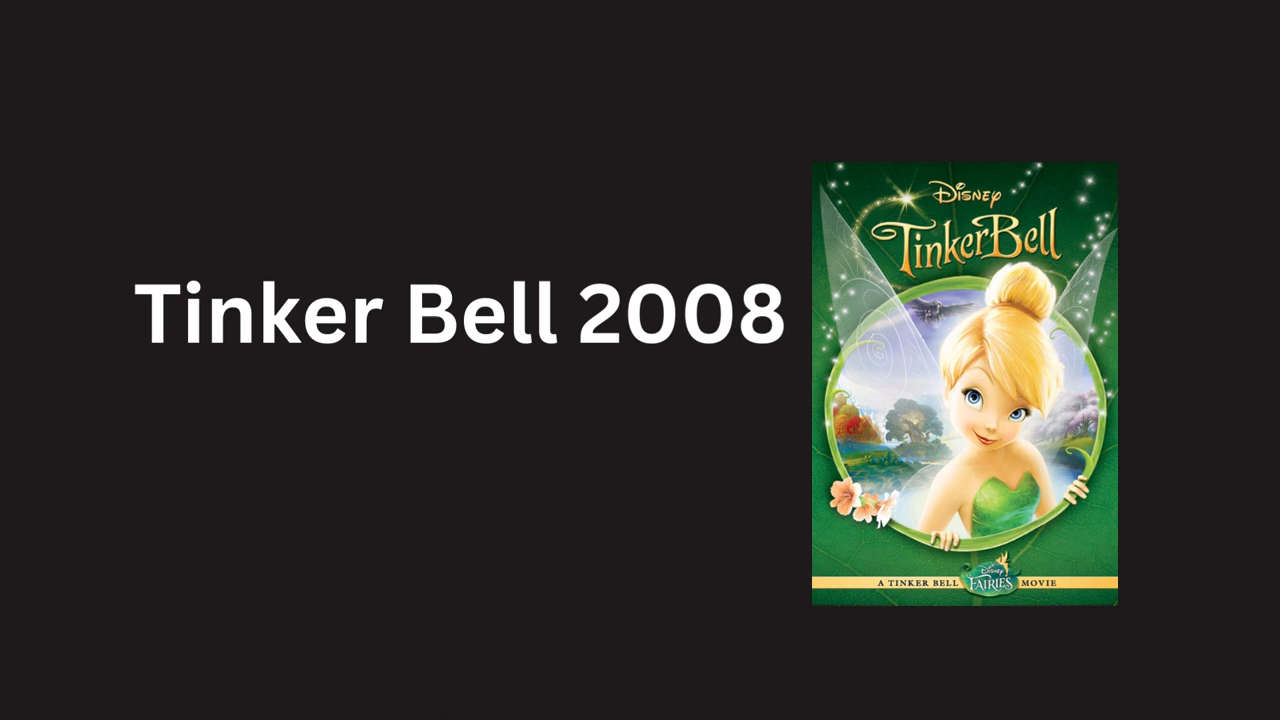 Tinker Bell 2008
Disney
TinkerBell
A TINKER BELL
Disney
FAIRIES
MOVIE